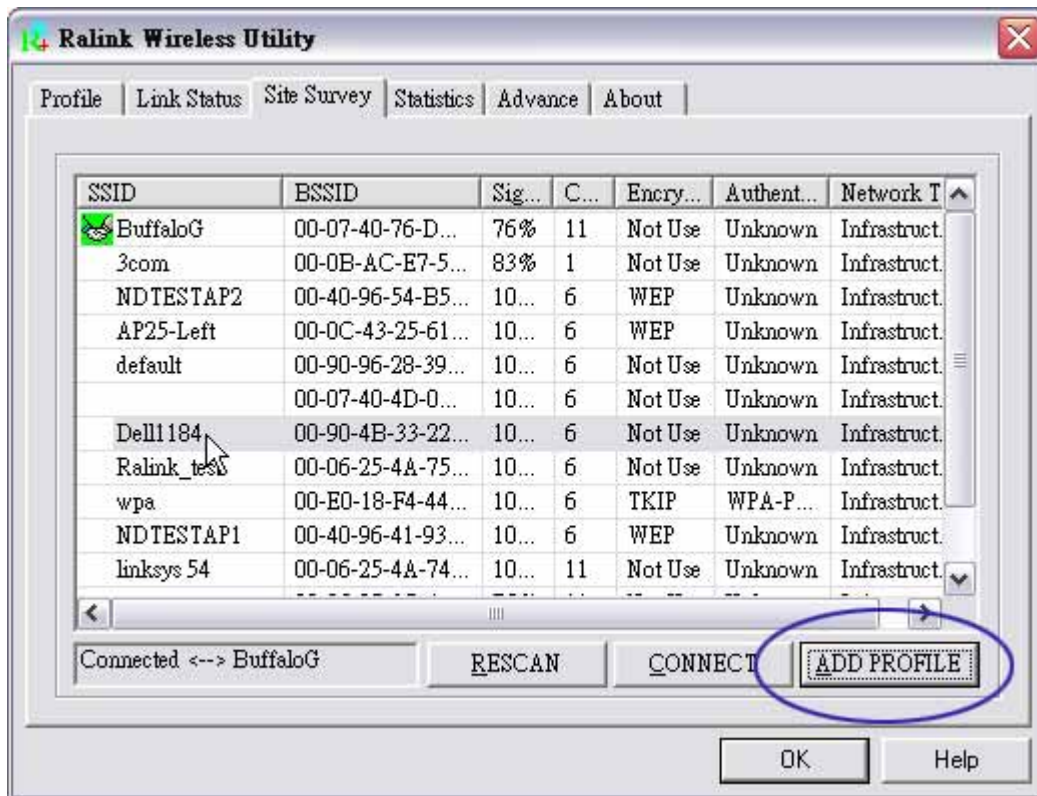 Ralink Wireless Utility
Profile Link Status Site Survey Statistics Advance About
SSID BSSID Sig... C... Encry... Authent... Network T
BuffaloG 00-07-40-76-D... 76% 11 Not Use Unknown Infrastruct.
3com 00-0B-AC-E7-5... 83% 1 Not Use Unknown Infrastruct.
NDTESTAP2 00-40-96-54-B5... 10... 6 WEP Unknown Infrastruct.
AP25-Left 00-0C-43-25-61... 10... 6 WEP Unknown Infrastruct.
default 00-90-96-28-39... 10... 6 Not Use Unknown Infrastruct.
00-07-40-4D-0... 10... 6 Not Use Unknown Infrastruct.
Dell1184 00-90-4B-33-22... 10... 6 Not Use Unknown Infrastruct.
Ralink_test 00-06-25-4A-75... 10... 6 Not Use Unknown Infrastruct.
wpa 00-E0-18-F4-44... 10... 6 TKIP WPA-P... Infrastruct.
NDTESTAP1 00-40-96-41-93... 10... 6 WEP Unknown Infrastruct.
linksys 54 00-06-25-4A-74... 10... 11 Not Use Unknown Infrastruct.
Connected <--> BuffaloG RESCAN CONNECT ADD PROFILE
OK Help